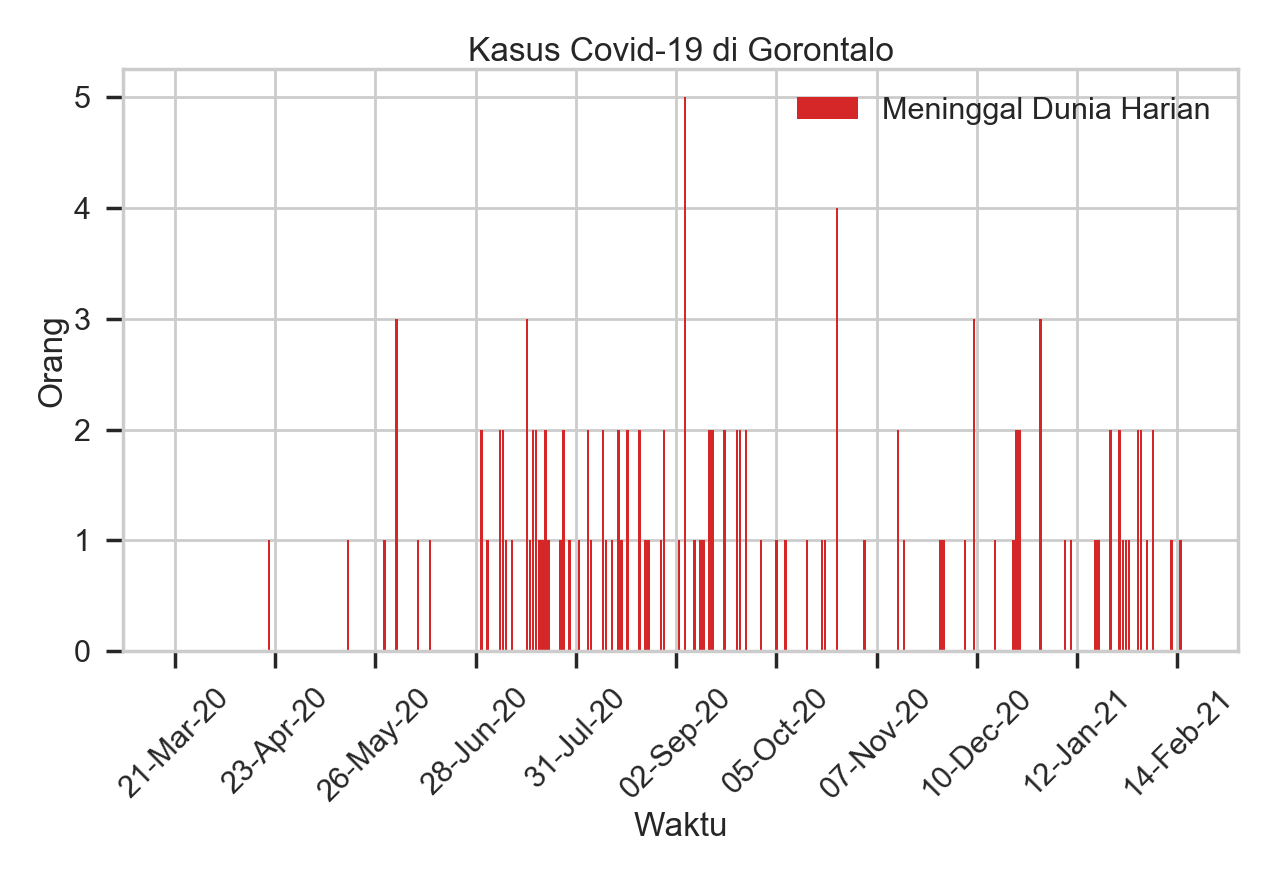 Kasus Covid-19 di Gorontalo
Meninggal Dunia Harian
Orang
5
4
3
2
1
0
21-Mar-20
23-Apr-20
26-May-20
28-Jun-20
31-Jul-20
02-Sep-20
05-Oct-20
07-Nov-20
10-Dec-20
12-Jan-21
14-Feb-21
Waktu